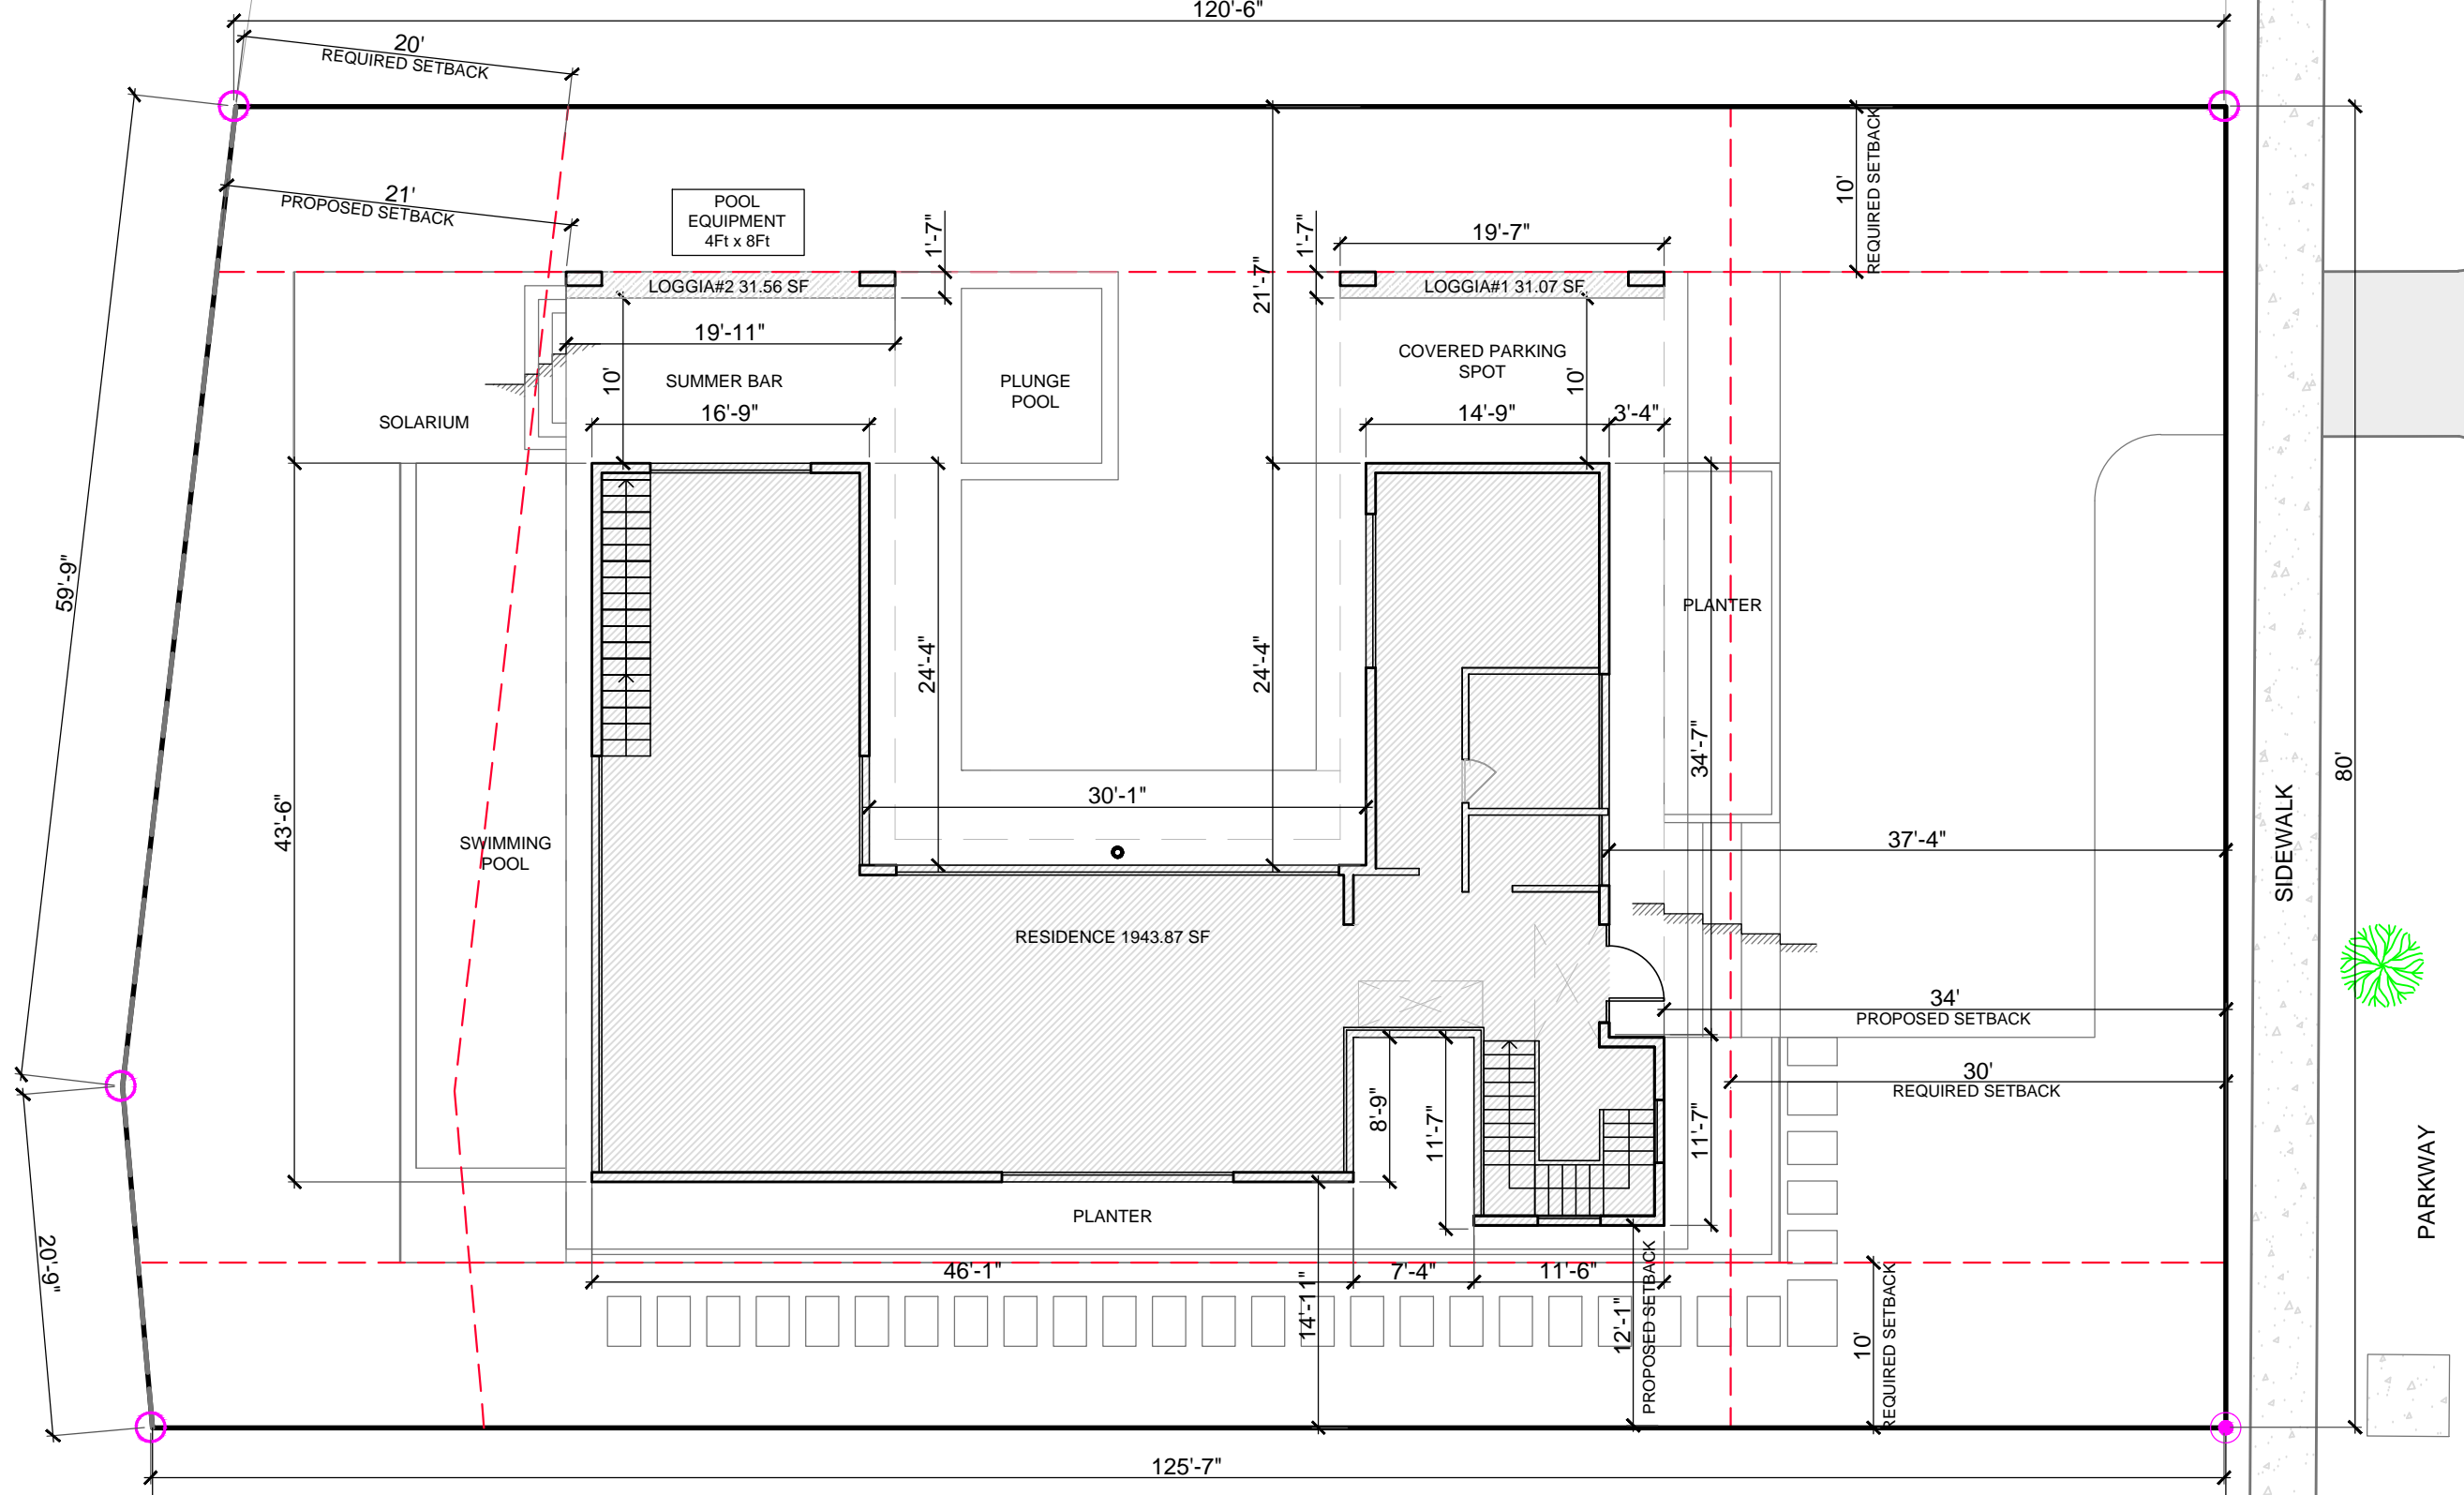 120'-6"
20'
REQUIRED SETBACK
21'
PROPOSED SETBACK
POOL
EQUIPMENT
4Ft x 8Ft
1'-7"
21'-7"
1'-7"
19'-7"
10'
REQUIRED SETBACK
LOGGIA#2 31.56 SF
LOGGIA#1 31.07 SF
19'-11"
10'
SUMMER BAR
16'-9"
PLUNGE
POOL
COVERED PARKING
SPOT
10'
14'-9"
3'-4"
SOLARIUM
59'-9"
PLANTER
24'-4"
24'-4"
34'-7"
80'
30'-1"
43'-6"
SWIMMING
POOL
37'-4"
SIDEWALK
RESIDENCE 1943.87 SF
34'
PROPOSED SETBACK
30'
REQUIRED SETBACK
8'-9"
11'-7"
11'-7"
PARKWAY
PLANTER
20'-9"
46'-1"
7'-4"
11'-6"
14'-11"
12'-1"
PROPOSED SETBACK
10'
REQUIRED SETBACK
125'-7"